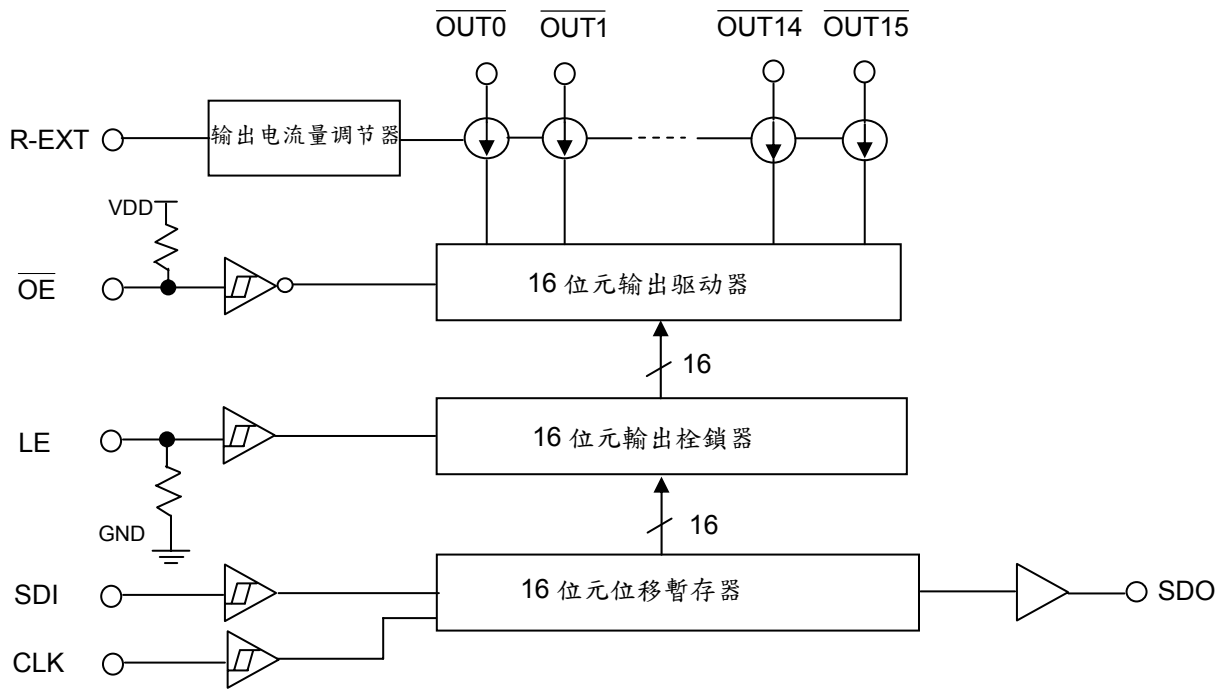 OUT0 OUT1 OUT14 OUT15
R-EXT
输出电流量调节器
VDD
OE
16 位元输出驱动器
16
LE
16 位元輸出栓鎖器
GND
16
SDI
16 位元位移暫存器
SDO
CLK